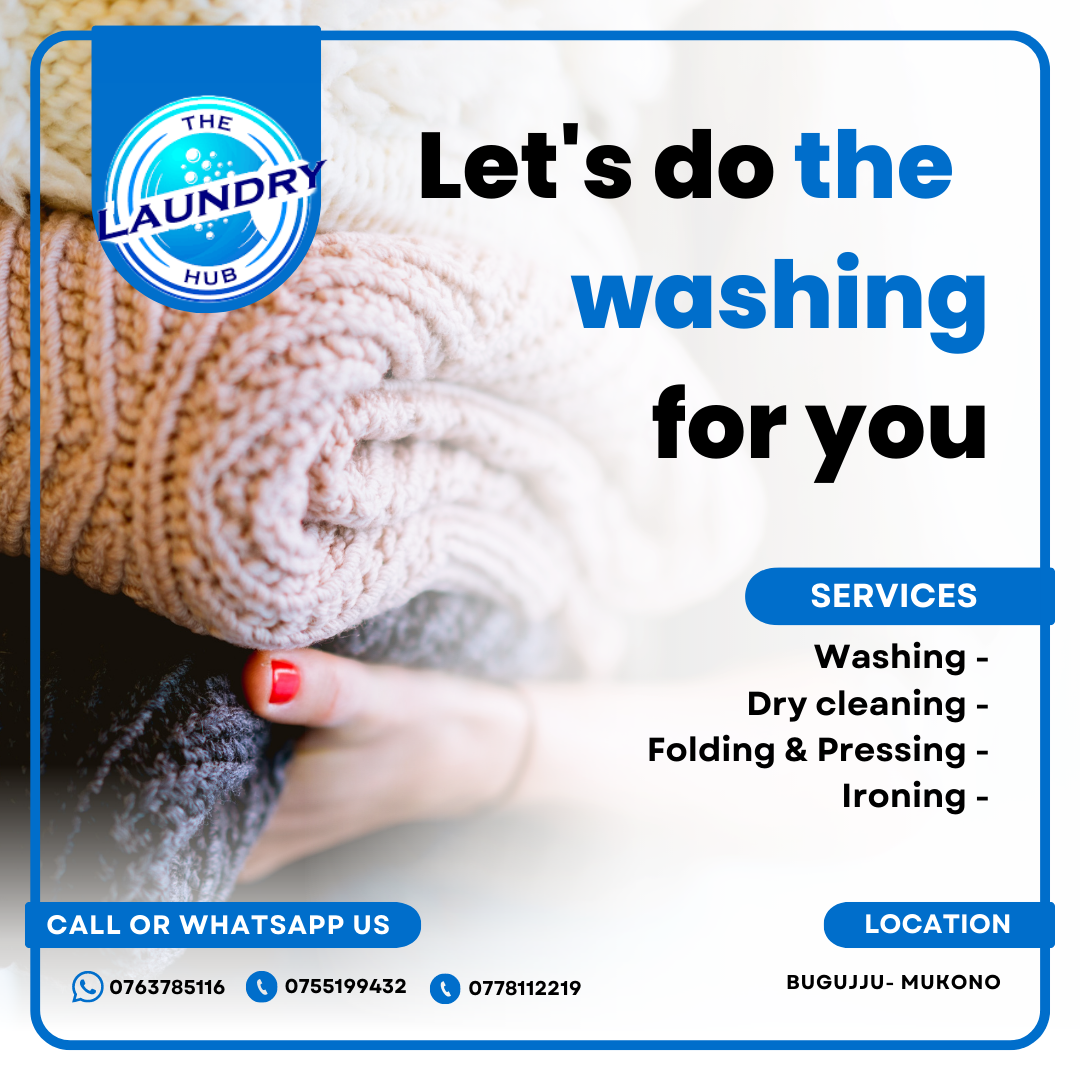 THE
LAUNDRY
HUB
Let's do the
washing
for you
SERVICES
Washing -
Dry cleaning -
Folding & Pressing -
Ironing -
CALL OR WHATSAPP US
0763785116 0755199432 0778112219
LOCATION
BUGUJJU- MUKONO